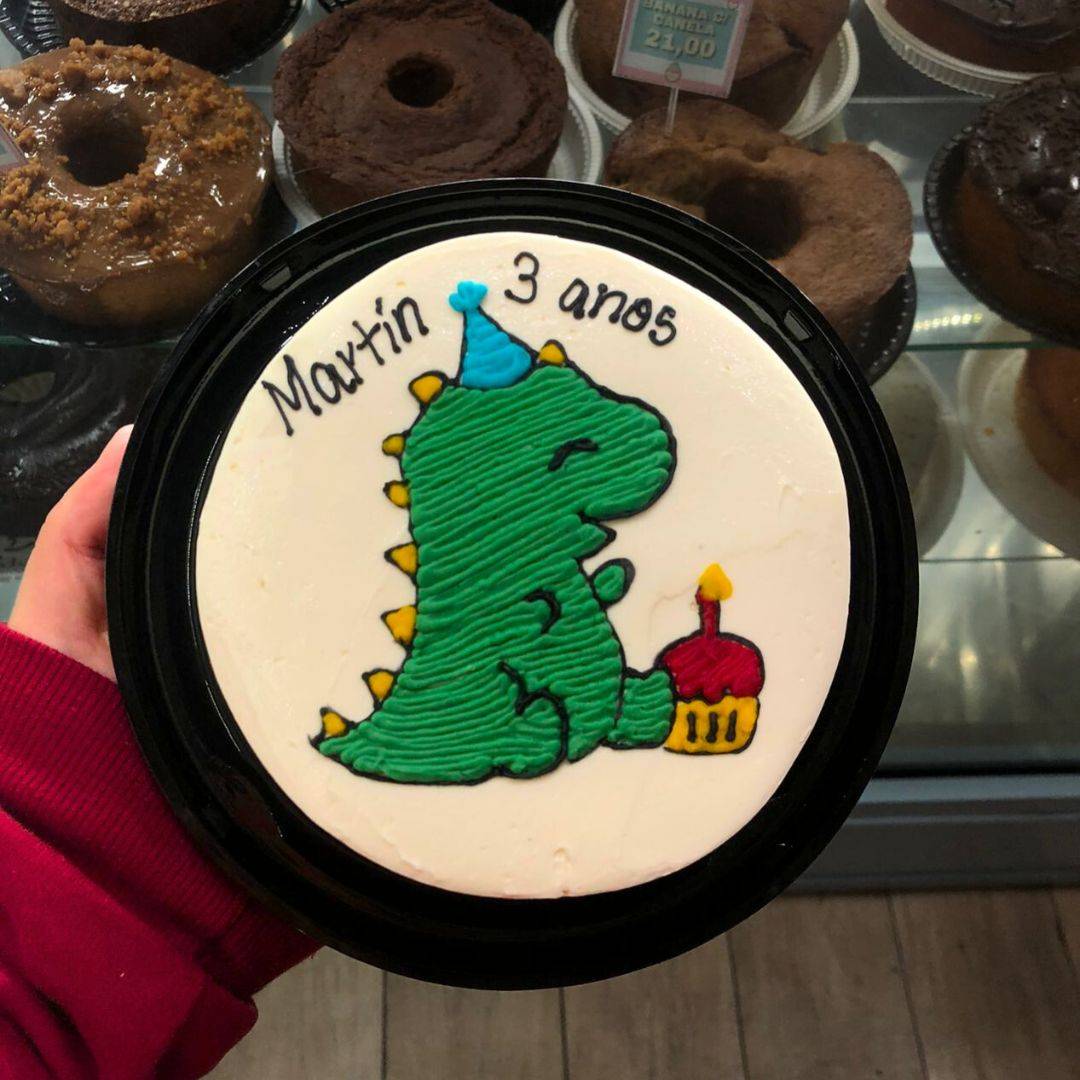 BANANA C/
CANELA
21,00
Martín
3 anos